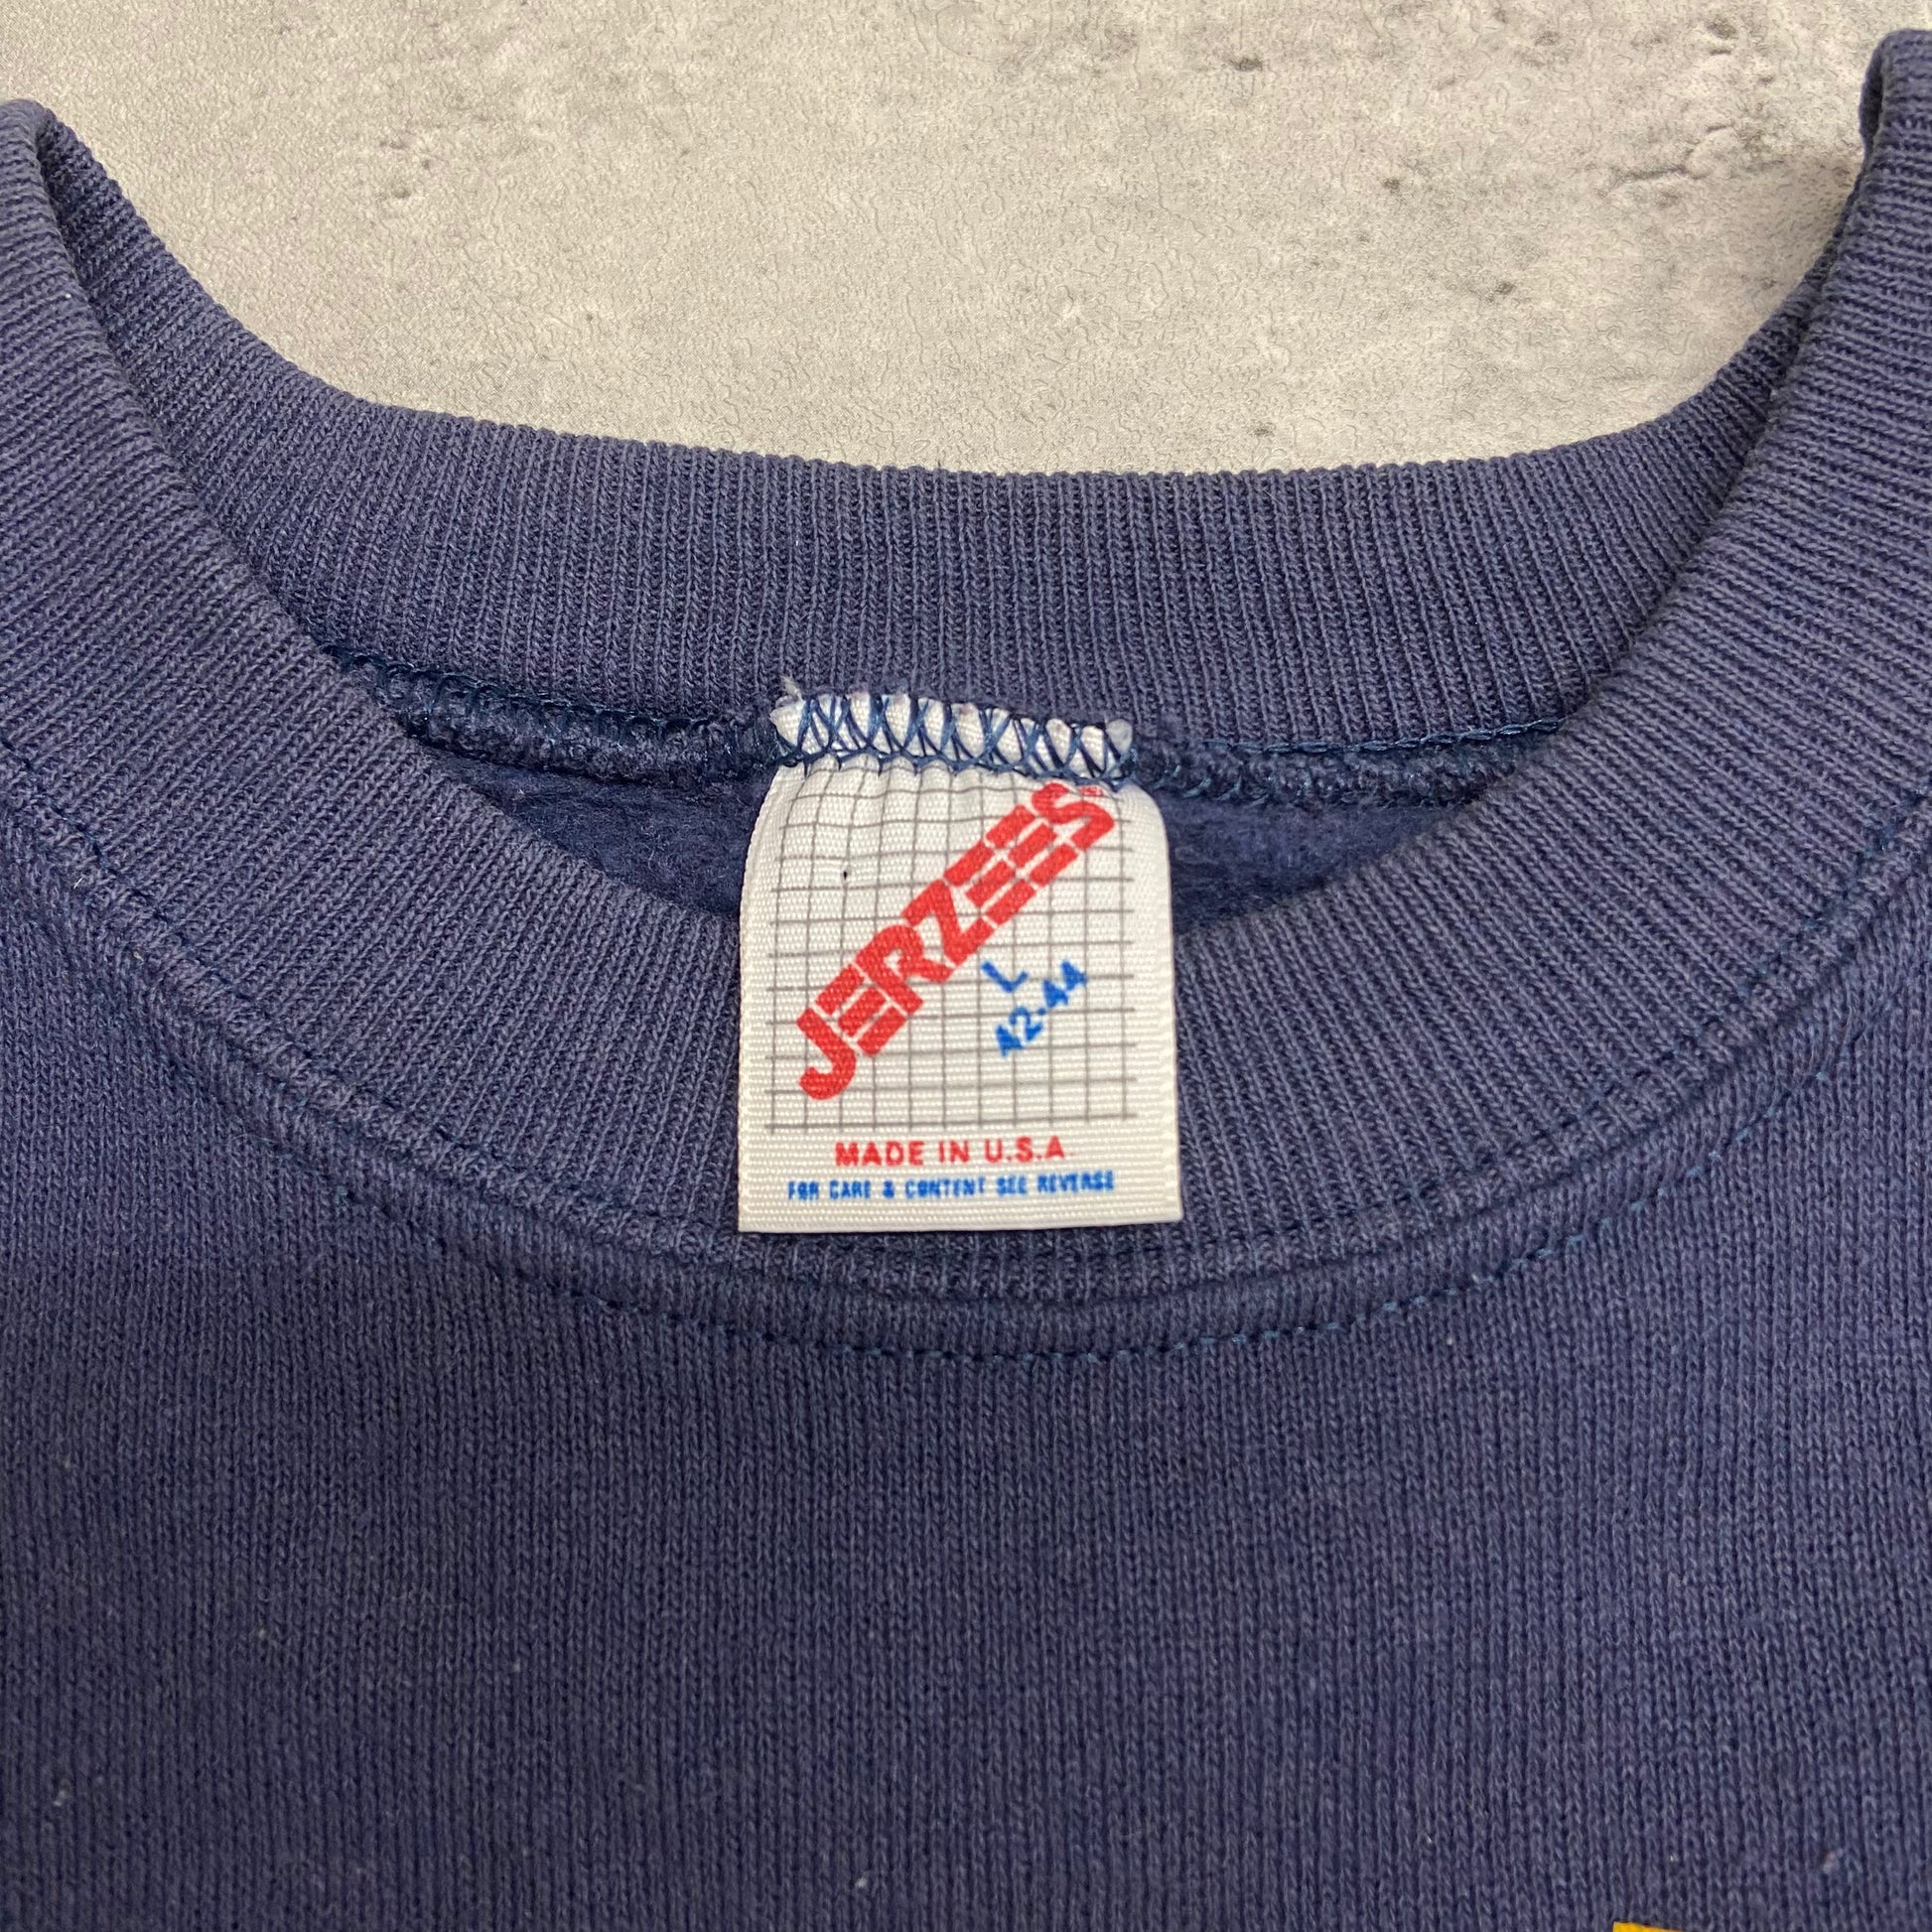 JERZEES
L
42-44
MADE IN U.S.A
FOR CARE & CONTENT SEE REVERSE